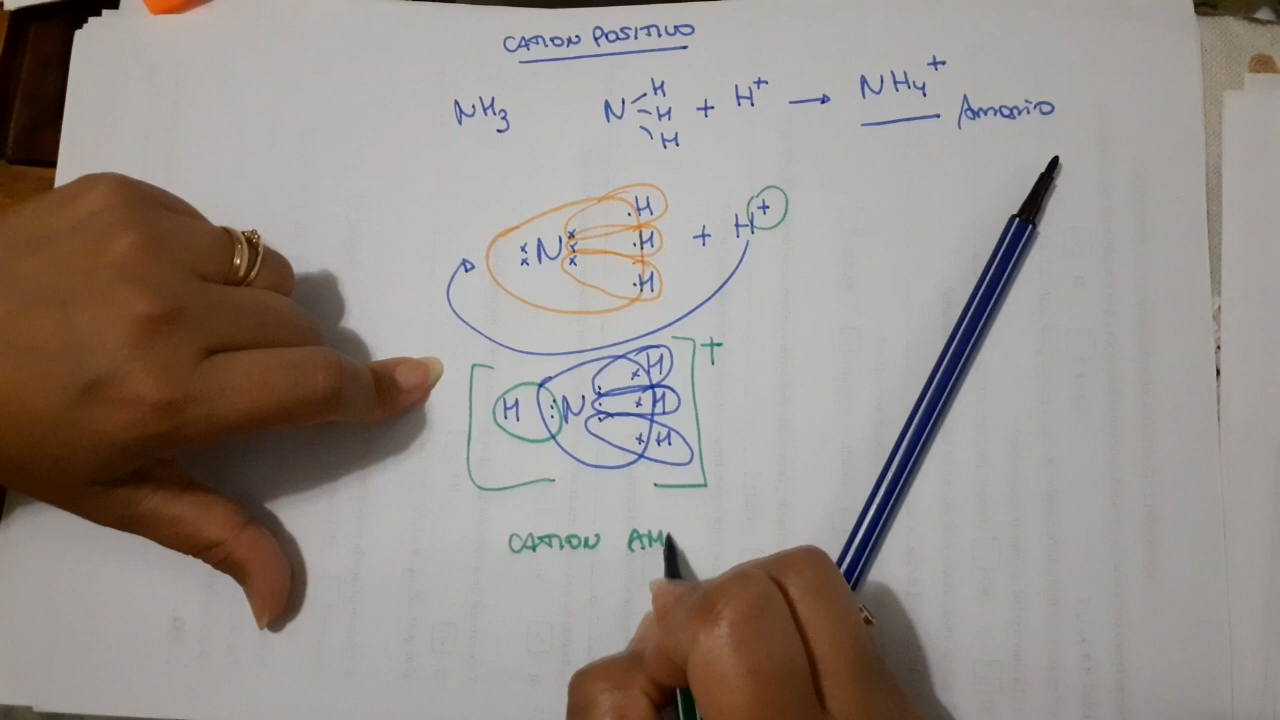 CATION POSITIVO
NH3 N H H H + H+ → NH4+ Amonio
N H H H + H+
[H :N H H H]+
CATION AM